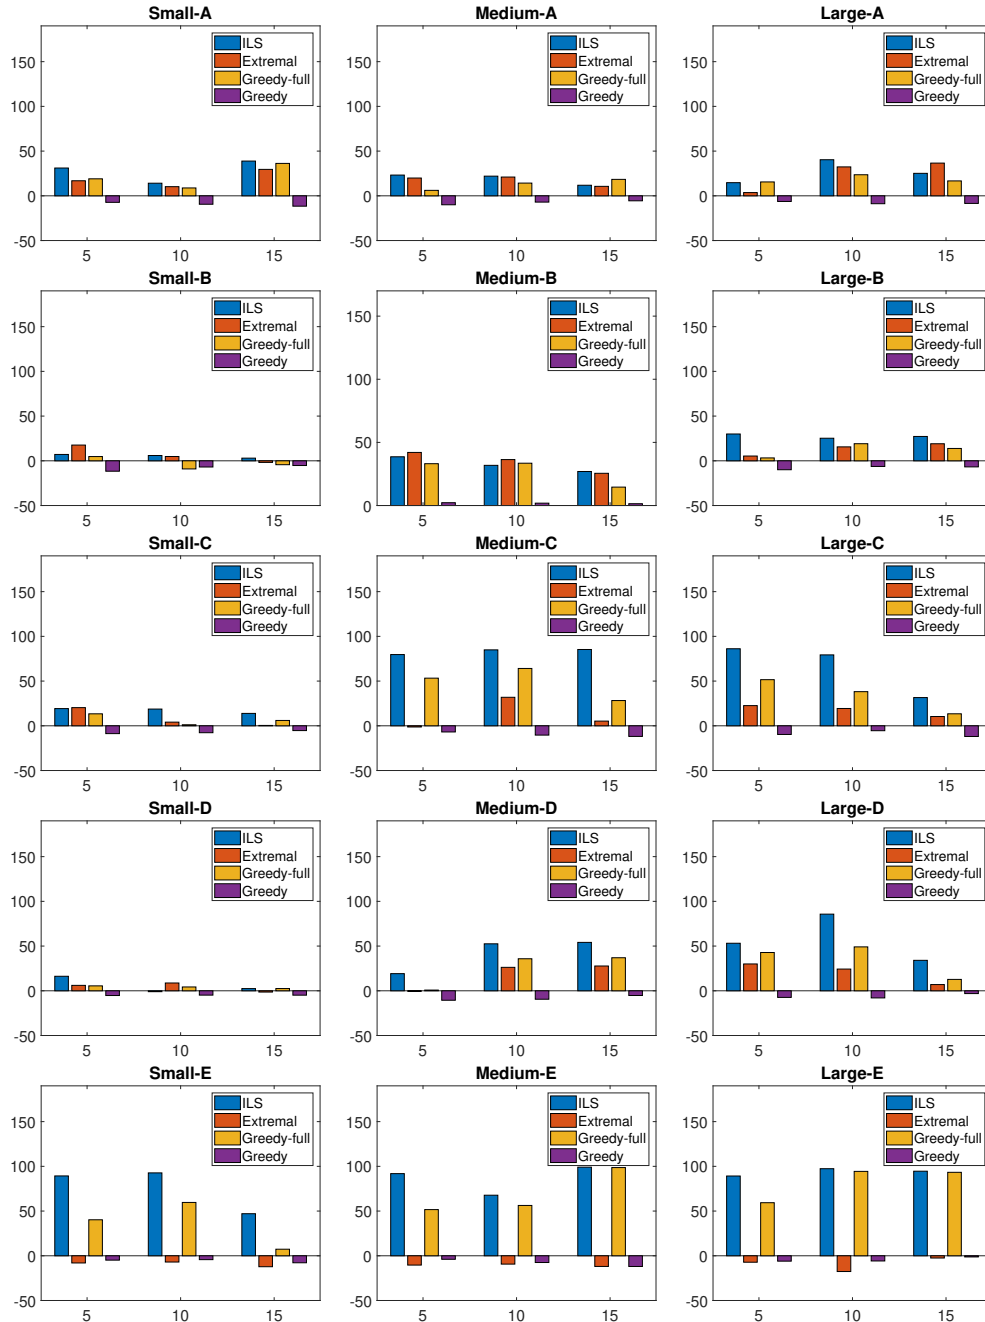 Small-A
ILS
Extremal
Greedy-full
Greedy
150
100
50
0
-50
5 10 15
Medium-A
ILS
Extremal
Greedy-full
Greedy
150
100
50
0
-50
5 10 15
Large-A
ILS
Extremal
Greedy-full
Greedy
150
100
50
0
-50
5 10 15
Small-B
ILS
Extremal
Greedy-full
Greedy
150
100
50
0
-50
5 10 15
Medium-B
ILS
Extremal
Greedy-full
Greedy
150
100
50
0
5 10 15
Large-B
ILS
Extremal
Greedy-full
Greedy
150
100
50
0
-50
5 10 15
Small-C
ILS
Extremal
Greedy-full
Greedy
150
100
50
0
-50
5 10 15
Medium-C
ILS
Extremal
Greedy-full
Greedy
150
100
50
0
-50
5 10 15
Large-C
ILS
Extremal
Greedy-full
Greedy
150
100
50
0
-50
5 10 15
Small-D
ILS
Extremal
Greedy-full
Greedy
150
100
50
0
-50
5 10 15
Medium-D
ILS
Extremal
Greedy-full
Greedy
150
100
50
0
-50
5 10 15
Large-D
ILS
Extremal
Greedy-full
Greedy
150
100
50
0
-50
5 10 15
Small-E
ILS
Extremal
Greedy-full
Greedy
150
100
50
0
-50
5 10 15
Medium-E
ILS
Extremal
Greedy-full
Greedy
150
100
50
0
-50
5 10 15
Large-E
ILS
Extremal
Greedy-full
Greedy
150
100
50
0
-50
5 10 15